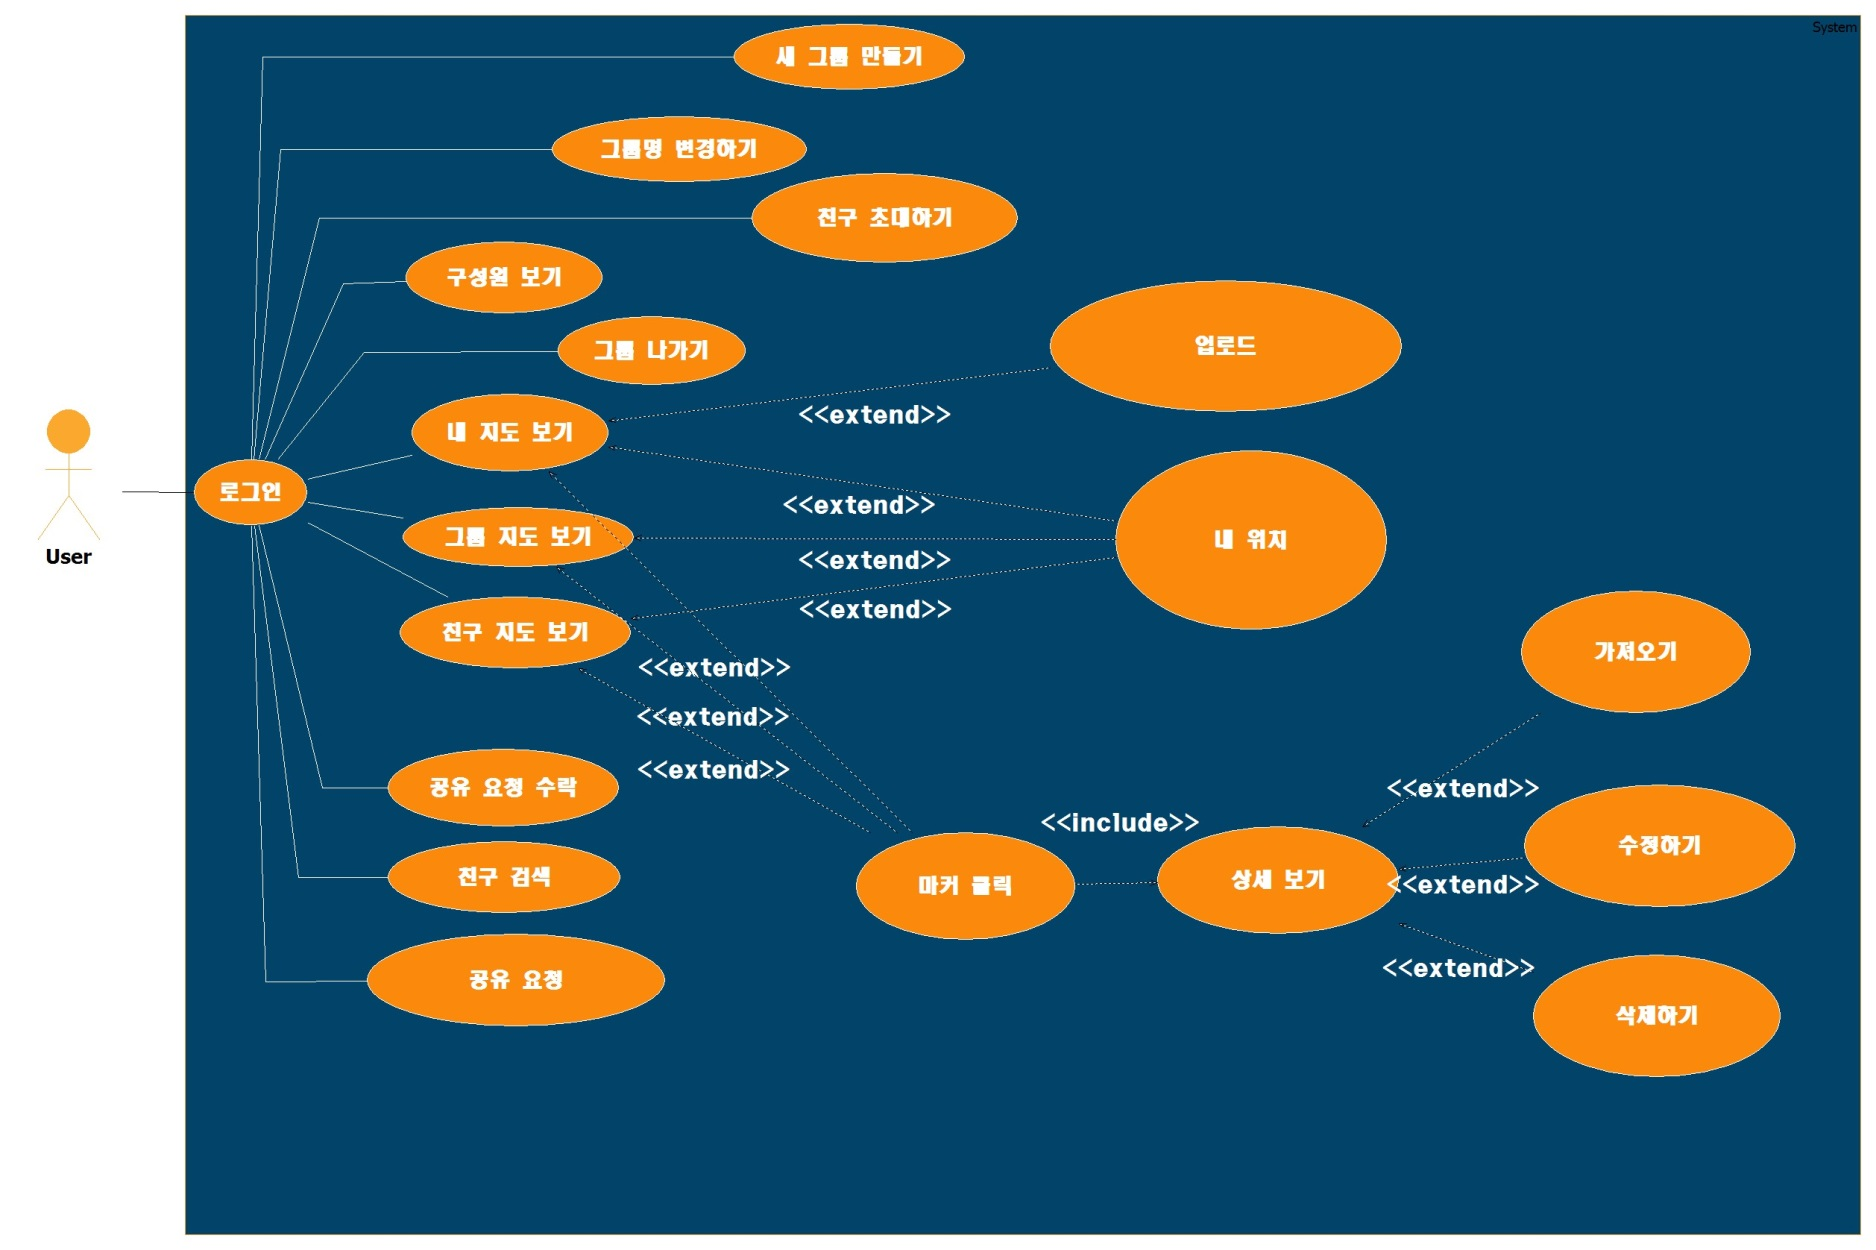 System
새 그룹 만들기
그룹명 변경하기
친구 초대하기
구성원 보기
업로드
그룹 나가기
<<extend>>
내 지도 보기
로그인
<<extend>>
그룹 지도 보기
내 위치
<<extend>>
User
<<extend>>
친구 지도 보기
가져오기
<<extend>>
<<extend>>
<<extend>>
공유 요청 수락
<<extend>>
<<include>>
수정하기
친구 검색
마커 클릭
상세 보기
<<extend>>
<<extend>>
공유 요청
삭제하기